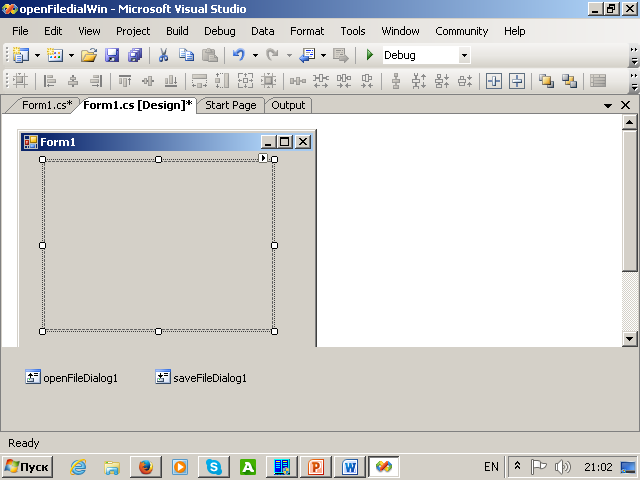 openFiledialWin - Microsoft Visual Studio
File Edit View Project Build Debug Data Format Tools Window Community Help
Debug
Form1.cs* Form1.cs [Design]* Start Page Output
Form1
openFileDialog1 saveFileDialog1
Ready
Пуск EN 21:02